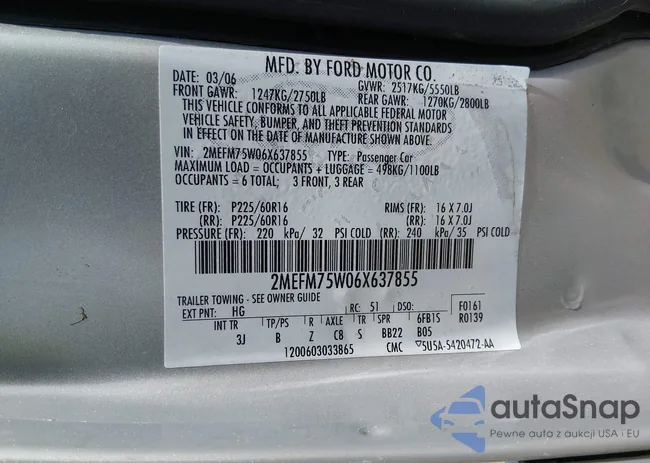 MFD. BY FORD MOTOR CO.
DATE: 03/06 GVWR: 2517KG/5550LB
FRONT GAWR: 1247KG/2750LB REAR GAWR: 1270KG/2800LB
THIS VEHICLE CONFORMS TO ALL APPLICABLE FEDERAL MOTOR
VEHICLE SAFETY, BUMPER, AND THEFT PREVENTION STANDARDS
IN EFFECT ON THE DATE OF MANUFACTURE SHOWN ABOVE.
VIN: 2MEFM75W06X637855 TYPE: Passenger Car
MAXIMUM LOAD = OCCUPANTS + LUGGAGE = 498KG/1100LB
OCCUPANTS = 6 TOTAL; 3 FRONT, 3 REAR
TIRE (FR): P225/60R16 RIMS (FR): 16 X 7.0J
(RR): P225/60R16 (RR): 16 X 7.0J
PRESSURE (FR): 220 kPa/ 32 PSI COLD (RR): 240 kPa/ 35 PSI COLD
2MEFM75W06X637855
TRAILER TOWING - SEE OWNER GUIDE
EXT PNT: HG RC: 51 DSO: F0161
INT TR TP/PS R AXLE TR SPR 6FB1S R0139
3J B Z C8 S BB22 B05
1200603033865 CMC 5U5A-5420472-AA
autaSnap
Pewne auta z aukcji USA i EU